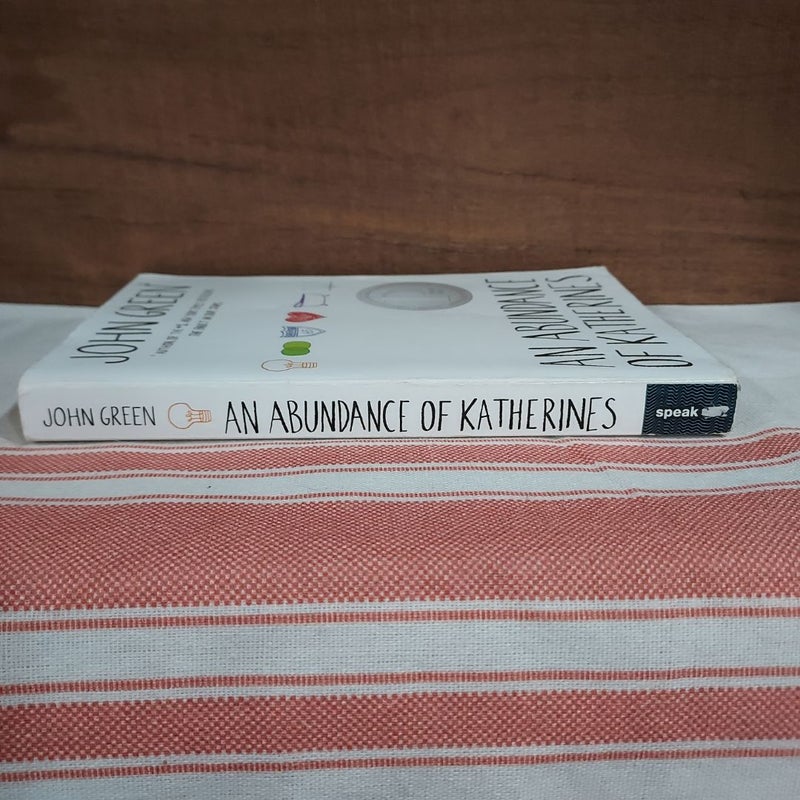 JOHN GREEN
AN ABUNDANCE
OF KATHERINES
JOHN GREEN AN ABUNDANCE OF KATHERINES speak